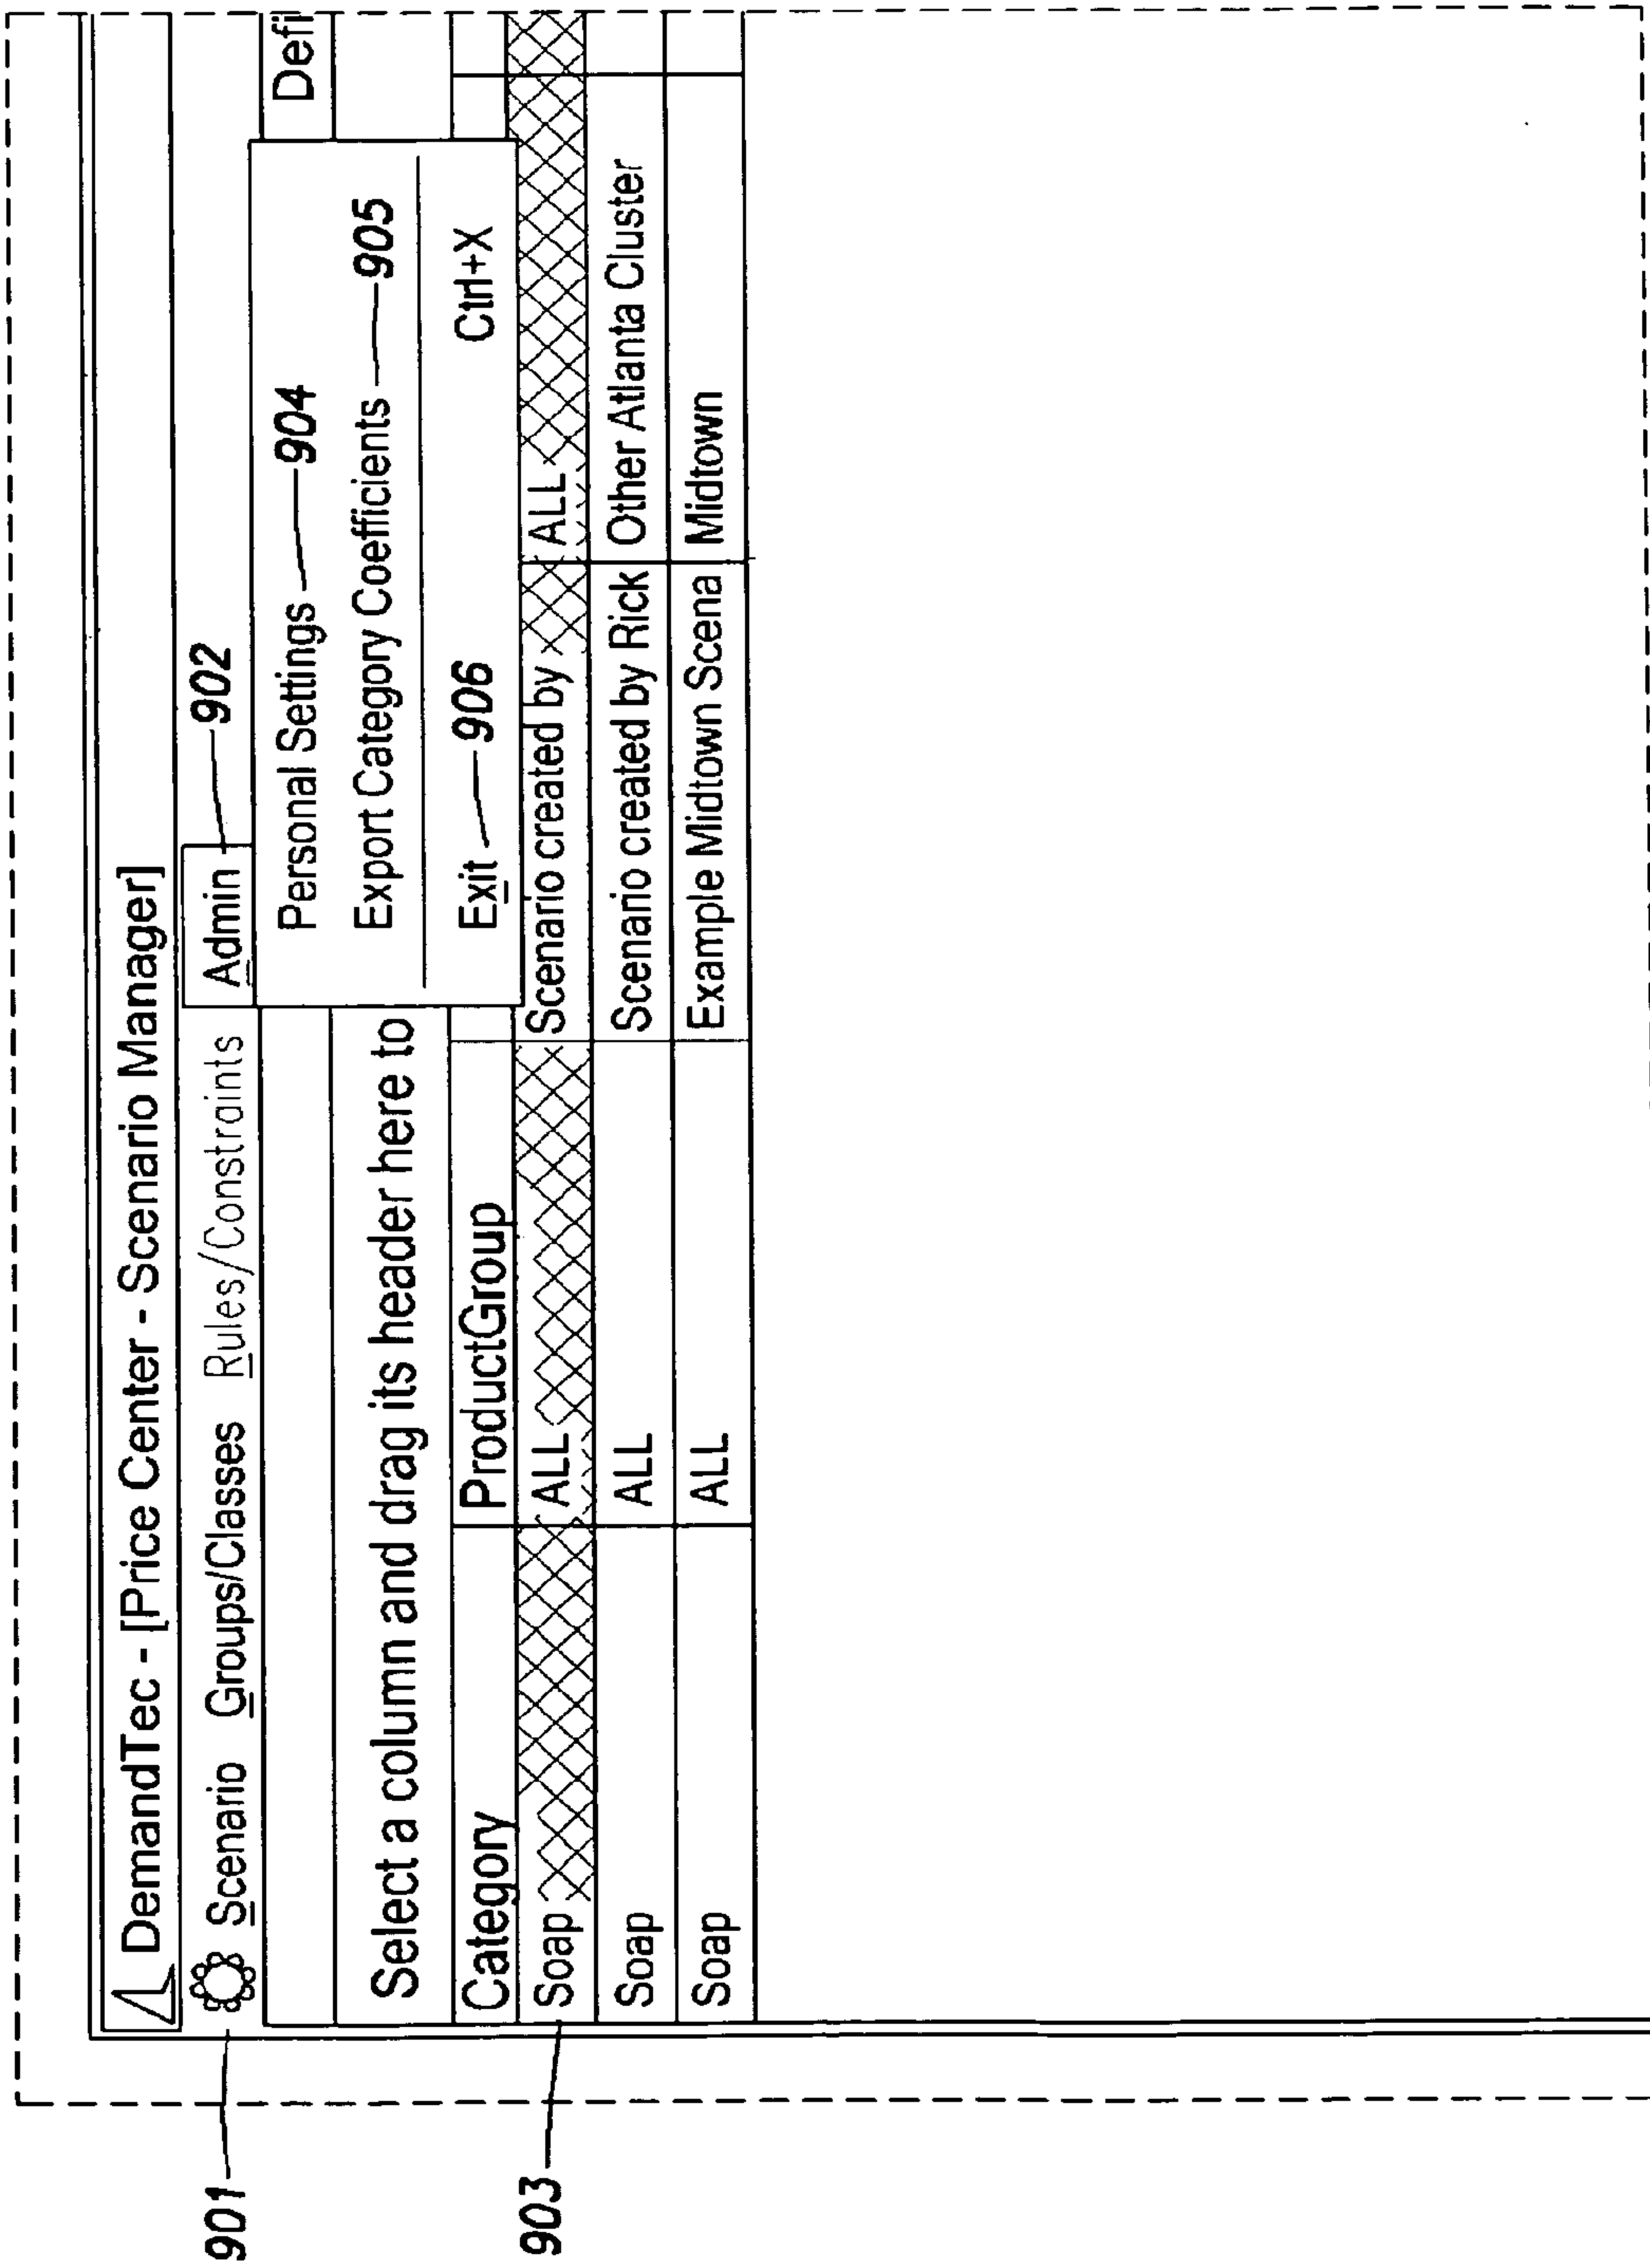 DemandTec - [Price Center - Scenario Manager]
901 Scenario Groups/Classes Rules/Constraints Admin 902
Defi
Personal Settings 904
Select a column and drag its header here to
Export Category Coefficients 905
Category ProductGroup
Exit 906 Ctrl+X
903 Soap ALL Scenario created by ALL
Soap ALL Scenario created by Rick Other Atlanta Cluster
Soap ALL Example Midtown Scena Midtown